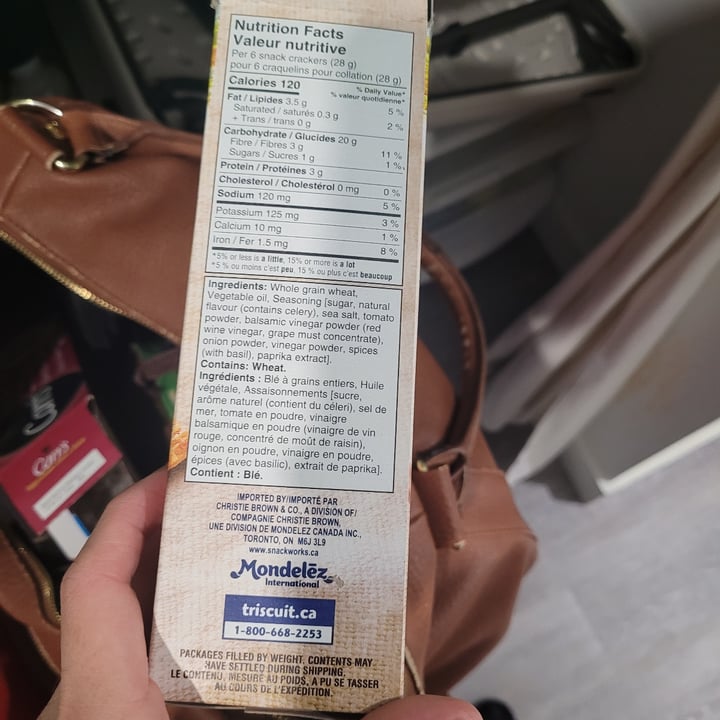 Nutrition Facts
Valeur nutritive
Per 6 snack crackers (28 g)
pour 6 craquelins pour collation (28 g)
Calories 120
% Daily Value*
% valeur quotidienne*
Fat / Lipides 3.5 g 5 %
Saturated / saturés 0.3 g
+ Trans / trans 0 g 2 %
Carbohydrate / Glucides 20 g
Fibre / Fibres 3 g 11 %
Sugars / Sucres 1 g 1 %
Protein / Protéines 3 g
Cholesterol / Cholestérol 0 mg 0 %
Sodium 120 mg 5 %
Potassium 125 mg 3 %
Calcium 10 mg 1 %
Iron / Fer 1.5 mg 8 %
*5% or less is a little, 15% or more is a lot
*5 % ou moins c'est peu, 15 % ou plus c'est beaucoup
Ingredients: Whole grain wheat,
Vegetable oil, Seasoning [sugar, natural
flavour (contains celery), sea salt, tomato
powder, balsamic vinegar powder (red
wine vinegar, grape must concentrate),
onion powder, vinegar powder, spices
(with basil), paprika extract].
Contains: Wheat.
Ingrédients : Blé à grains entiers, Huile
végétale, Assaisonnements [sucre,
arôme naturel (contient du céleri), sel de
mer, tomate en poudre, vinaigre
balsamique en poudre (vinaigre de vin
rouge, concentré de moût de raisin),
oignon en poudre, vinaigre en poudre,
épices (avec basilic), extrait de paprika].
Contient : Blé.
IMPORTED BY/IMPORTÉ PAR
CHRISTIE BROWN & CO., A DIVISION OF/
COMPAGNIE CHRISTIE BROWN,
UNE DIVISION DE MONDELEZ CANADA INC.,
TORONTO, ON M6J 3L9
www.snackworks.ca
Mondelēz
International
triscuit.ca
1-800-668-2253
PACKAGES FILLED BY WEIGHT. CONTENTS MAY
HAVE SETTLED DURING SHIPPING.
LE CONTENU, MESURÉ AU POIDS, A PU SE TASSER
AU COURS DE L'EXPÉDITION.
Carr's